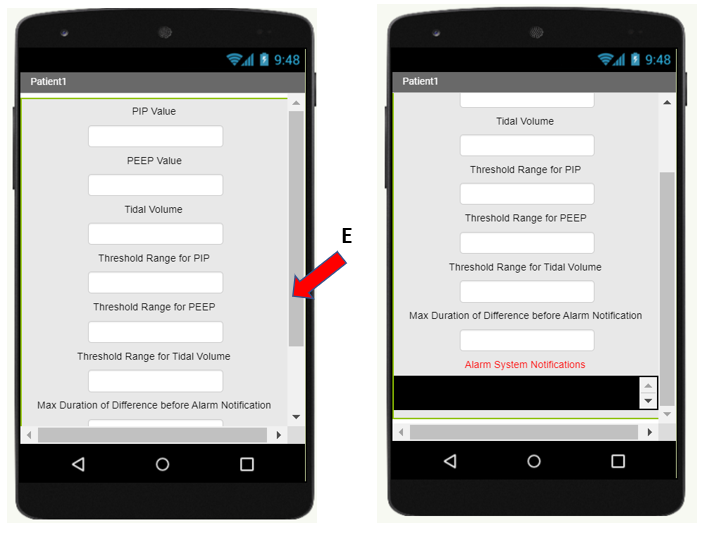 9:48
Patient1
PIP Value
PEEP Value
Tidal Volume
Threshold Range for PIP
Threshold Range for PEEP
Threshold Range for Tidal Volume
Max Duration of Difference before Alarm Notification
E
9:48
Patient1
Tidal Volume
Threshold Range for PIP
Threshold Range for PEEP
Threshold Range for Tidal Volume
Max Duration of Difference before Alarm Notification
Alarm System Notifications